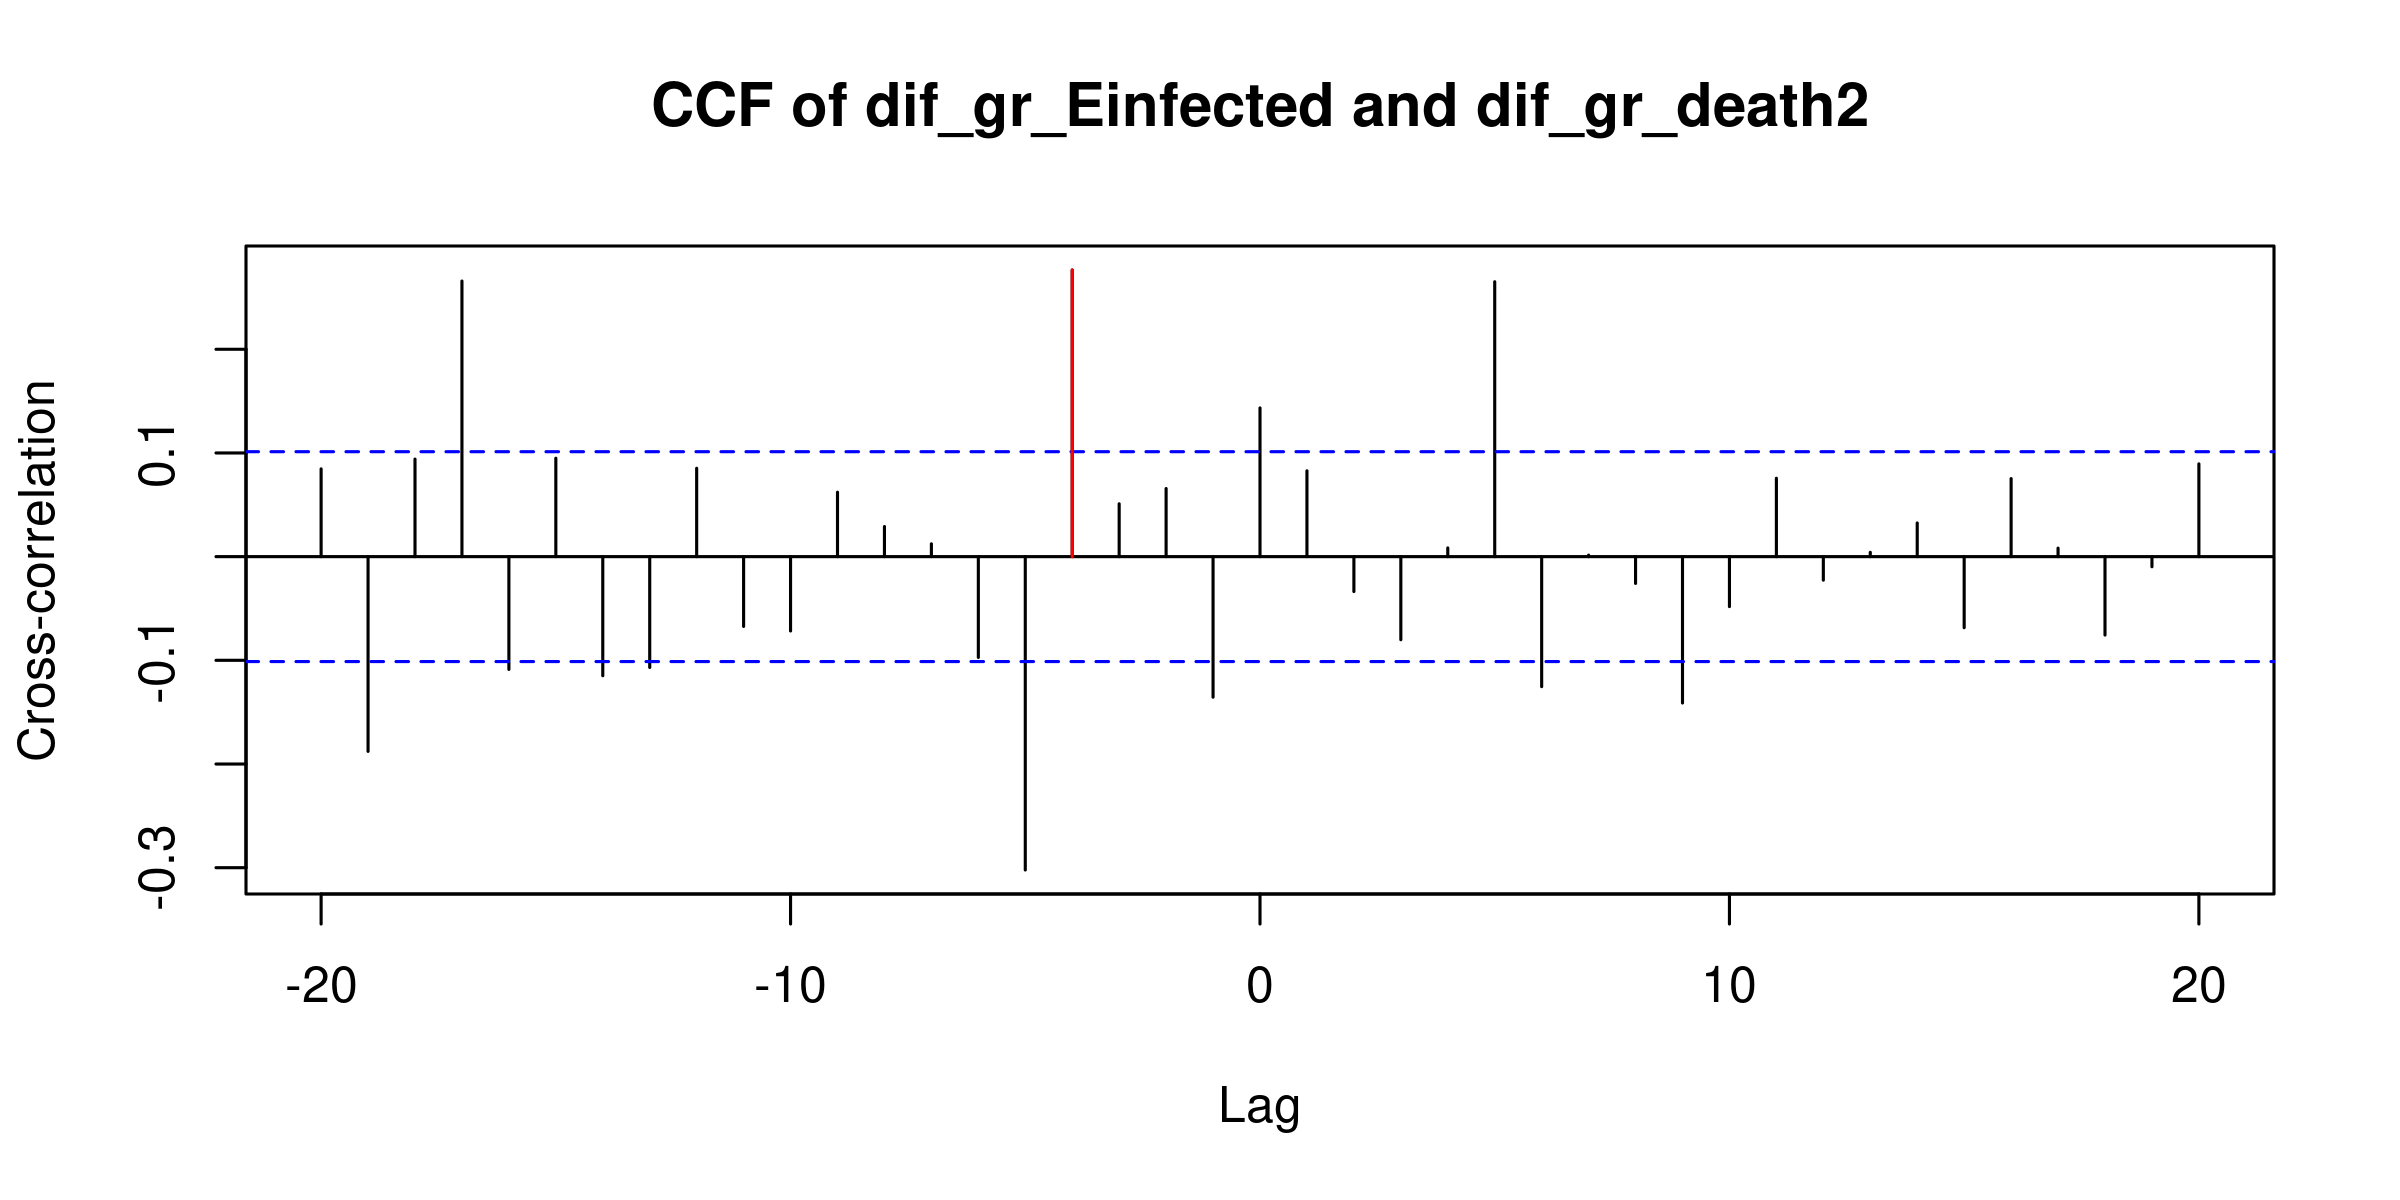 CCF of dif_gr_Einfected and dif_gr_death2
Cross-correlation
0.1
-0.1
-0.3
-20 -10 0 10 20
Lag